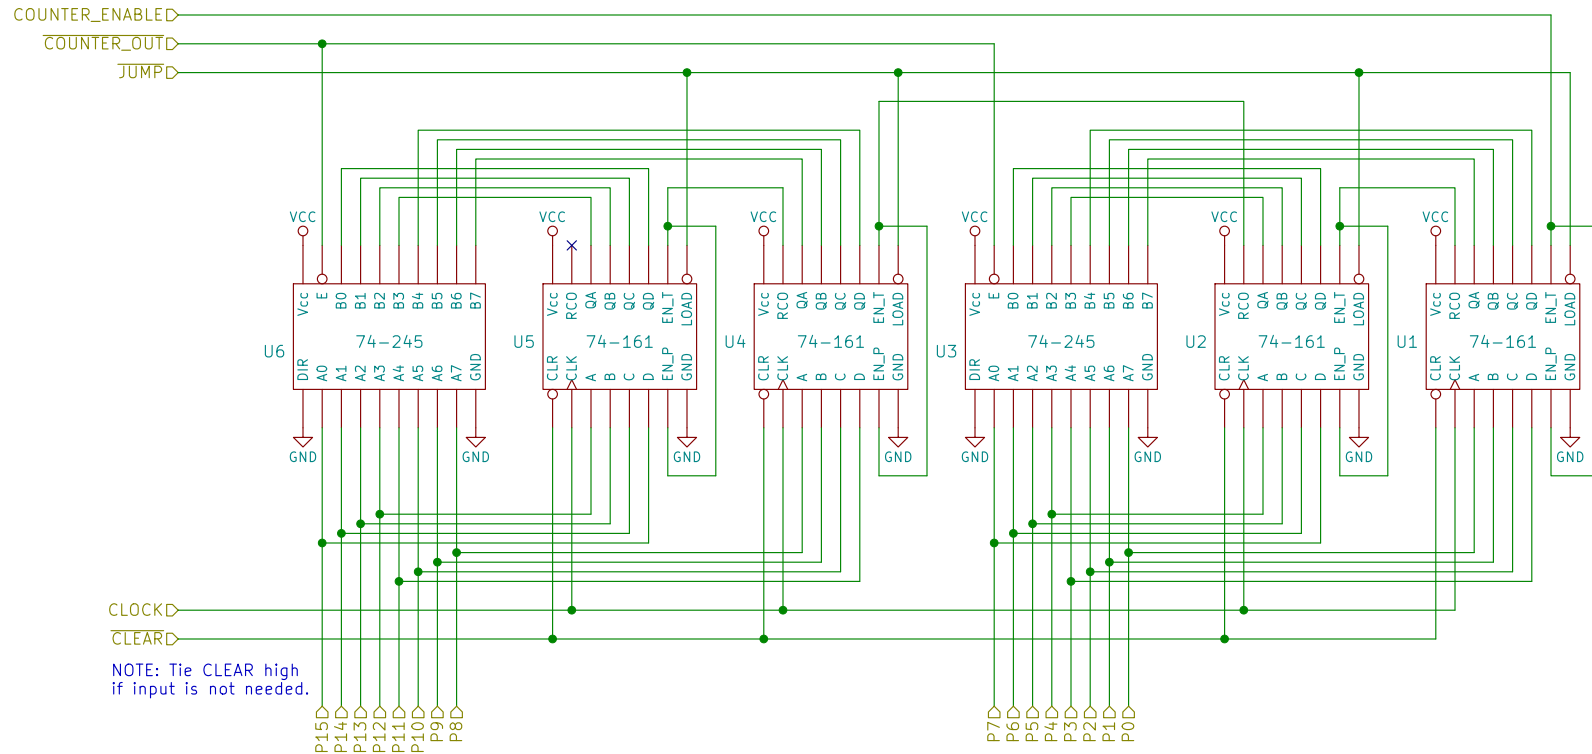 COUNTER_ENABLE
COUNTER_OUT
JUMP
VCC VCC VCC VCC VCC VCC
Vcc E B0 B1 B2 B3 B4 B5 B6 B7
Vcc RCO QA QB QC QD EN_T LOAD
Vcc RCO QA QB QC QD EN_T LOAD
Vcc E B0 B1 B2 B3 B4 B5 B6 B7
Vcc RCO QA QB QC QD EN_T LOAD
Vcc RCO QA QB QC QD EN_T LOAD
U6 74-245 U5 74-161 U4 74-161 U3 74-245 U2 74-161 U1 74-161
DIR A0 A1 A2 A3 A4 A5 A6 A7 GND
CLR CLK A B C D EN_P GND
CLR CLK A B C D EN_P GND
DIR A0 A1 A2 A3 A4 A5 A6 A7 GND
CLR CLK A B C D EN_P GND
CLR CLK A B C D EN_P GND
GND GND GND GND GND GND GND GND
CLOCK
CLEAR
NOTE: Tie CLEAR high
if input is not needed.
P15 P14 P13 P12 P11 P10 P9 P8 P7 P6 P5 P4 P3 P2 P1 P0